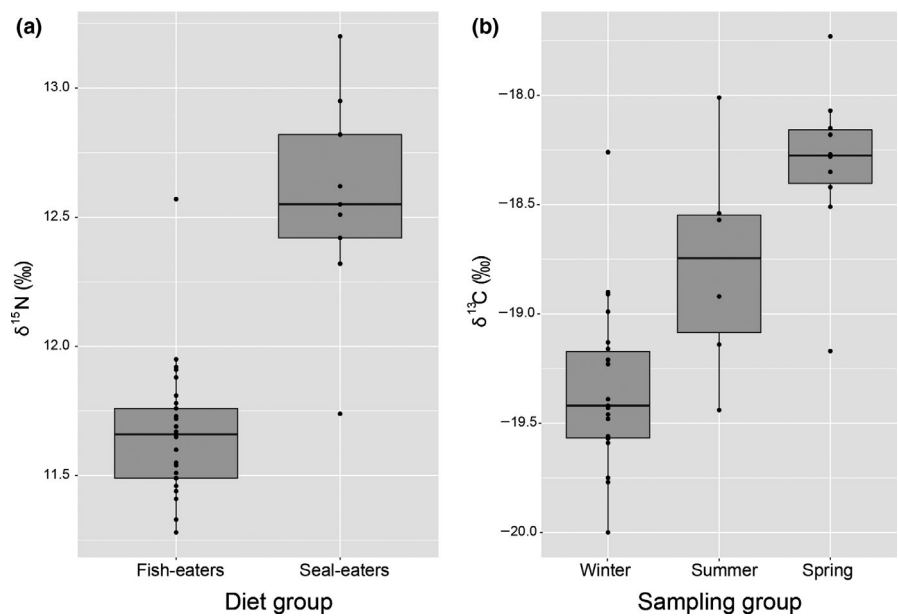 (a)
δ¹⁵N (‰)
13.0
12.5
12.0
11.5
Fish-eaters Seal-eaters
Diet group
(b)
δ¹³C (‰)
−18.0
−18.5
−19.0
−19.5
−20.0
Winter Summer Spring
Sampling group